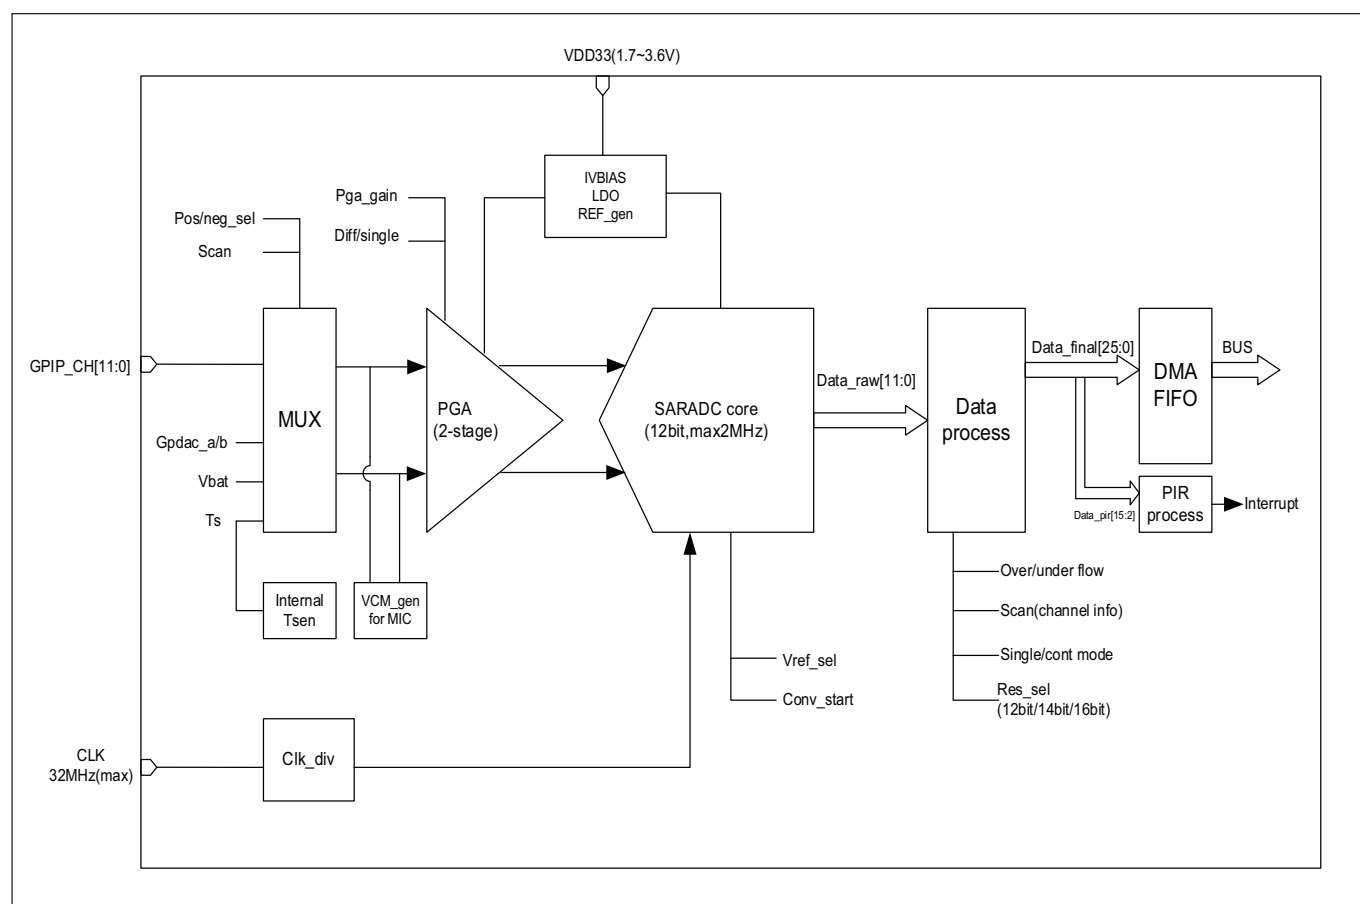 VDD33(1.7~3.6V)
IVBIAS
LDO
REF_gen
Pga_gain
Diff/single
Pos/neg_sel
Scan
GPIP_CH[11:0]
MUX
Gpdac_a/b
Vbat
Ts
Internal
Tsen
VCM_gen
for MIC
PGA
(2-stage)
SARADC core
(12bit,max2MHz)
Data_raw[11:0]
Data
process
Data_final[25:0]
DMA
FIFO
BUS
Data_pir[15:2]
PIR
process
Interrupt
Over/under flow
Scan(channel info)
Single/cont mode
Res_sel
(12bit/14bit/16bit)
Vref_sel
Conv_start
CLK
32MHz(max)
Clk_div